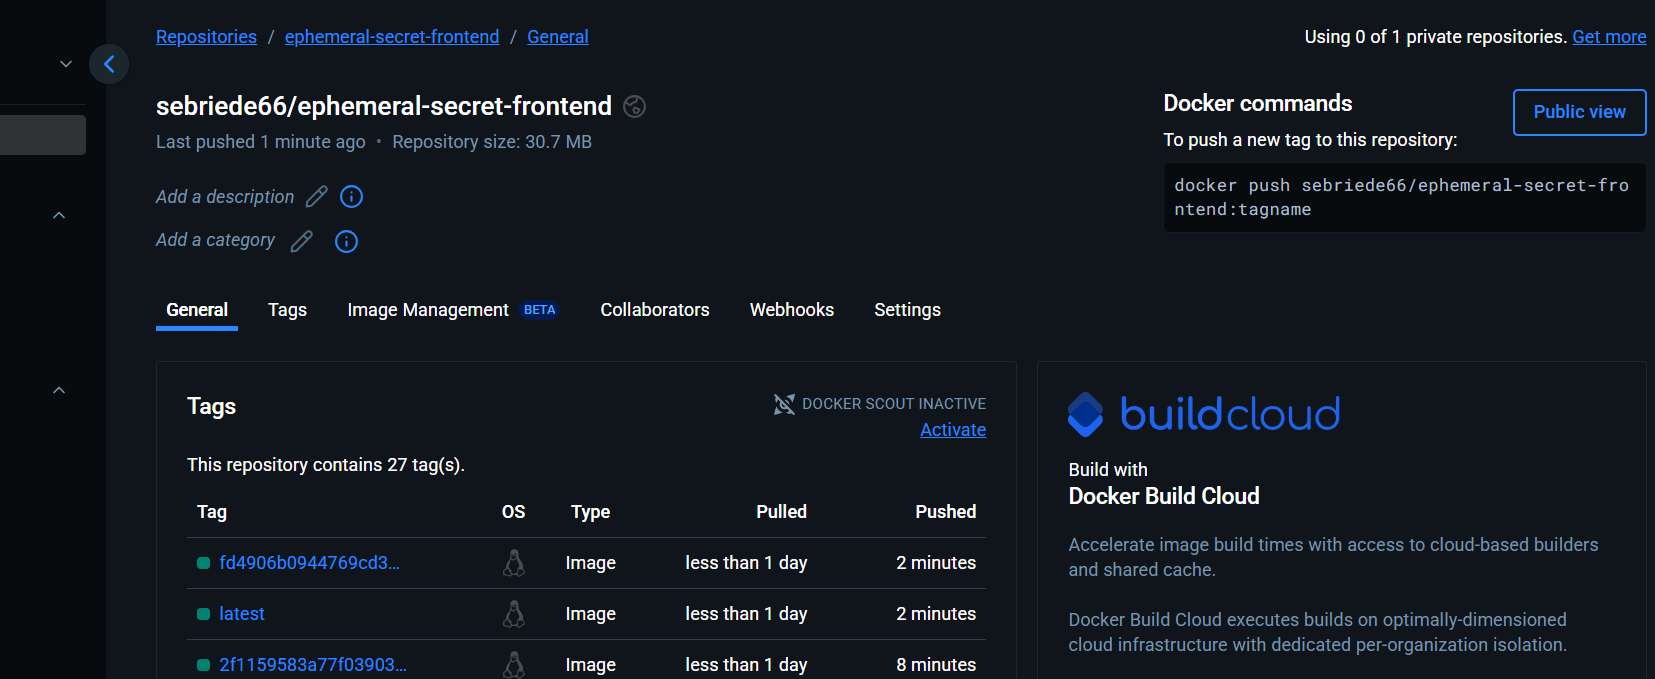 Repositories / ephemeral-secret-frontend / General
Using 0 of 1 private repositories. Get more
sebriede66/ephemeral-secret-frontend
Last pushed 1 minute ago • Repository size: 30.7 MB
Add a description
Add a category
Docker commands
Public view
To push a new tag to this repository:
docker push sebriede66/ephemeral-secret-fro
ntend:tagname
General Tags Image Management BETA Collaborators Webhooks Settings
Tags
DOCKER SCOUT INACTIVE
Activate
This repository contains 27 tag(s).
Tag OS Type Pulled Pushed
fd4906b0944769cd3... Image less than 1 day 2 minutes
latest Image less than 1 day 2 minutes
2f1159583a77f03903... Image less than 1 day 8 minutes
buildcloud
Build with
Docker Build Cloud
Accelerate image build times with access to cloud-based builders
and shared cache.
Docker Build Cloud executes builds on optimally-dimensioned
cloud infrastructure with dedicated per-organization isolation.